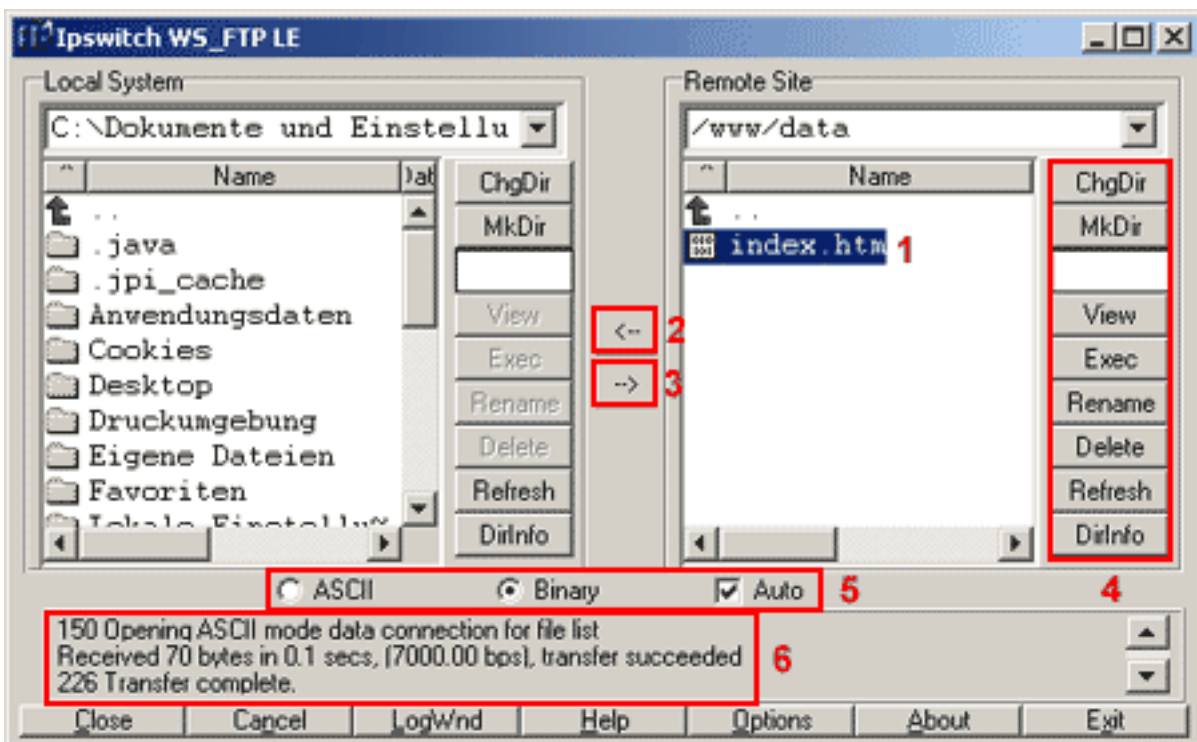 Ipswitch WS_FTP LE
Local System
C:\Dokumente und Einstellu
^ Name )at
..
.java
.jpi_cache
Anwendungsdaten
Cookies
Desktop
Druckumgebung
Eigene Dateien
Favoriten
Lokale Einstellu~
ChgDir
MkDir
View
Exec
Rename
Delete
Refresh
DirInfo
<-- 2
--> 3
Remote Site
/www/data
^ Name
..
index.htm 1
ChgDir
MkDir
View
Exec
Rename
Delete
Refresh
DirInfo
4
ASCII Binary Auto 5
150 Opening ASCII mode data connection for file list
Received 70 bytes in 0.1 secs, (7000.00 bps), transfer succeeded
226 Transfer complete.
6
Close Cancel LogWnd Help Options About Exit